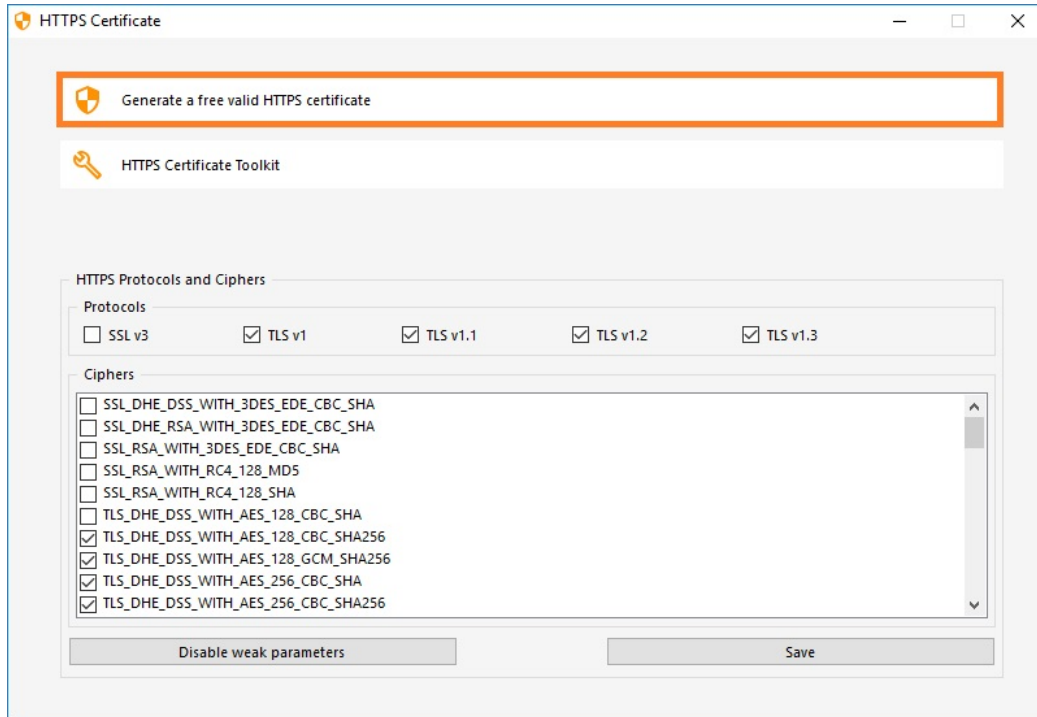 HTTPS Certificate
Generate a free valid HTTPS certificate
HTTPS Certificate Toolkit
HTTPS Protocols and Ciphers
Protocols
SSL v3 TLS v1 TLS v1.1 TLS v1.2 TLS v1.3
Ciphers
SSL_DHE_DSS_WITH_3DES_EDE_CBC_SHA
SSL_DHE_RSA_WITH_3DES_EDE_CBC_SHA
SSL_RSA_WITH_3DES_EDE_CBC_SHA
SSL_RSA_WITH_RC4_128_MD5
SSL_RSA_WITH_RC4_128_SHA
TLS_DHE_DSS_WITH_AES_128_CBC_SHA
TLS_DHE_DSS_WITH_AES_128_CBC_SHA256
TLS_DHE_DSS_WITH_AES_128_GCM_SHA256
TLS_DHE_DSS_WITH_AES_256_CBC_SHA
TLS_DHE_DSS_WITH_AES_256_CBC_SHA256
Disable weak parameters Save